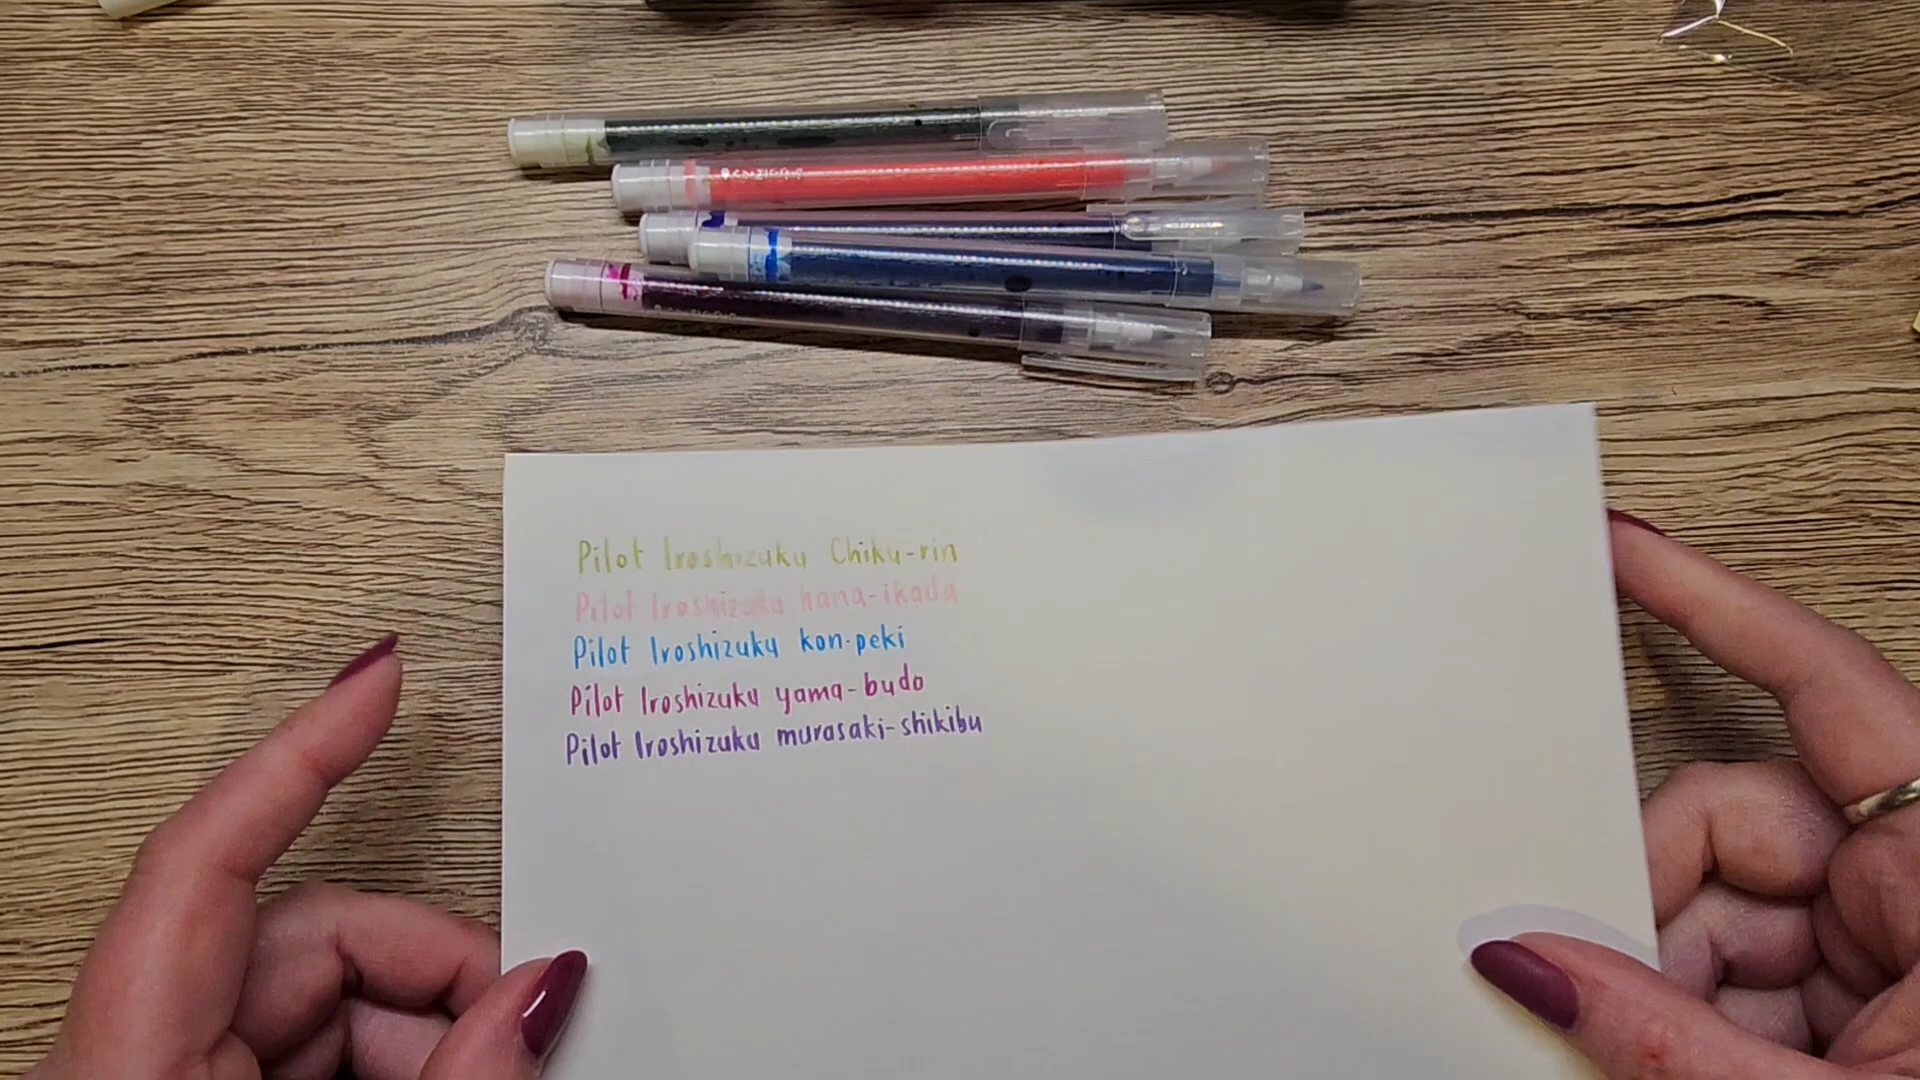 Pilot Iroshizuku Chiku-rin
Pilot Iroshizuku hana-ikada
Pilot Iroshizuku kon-peki
Pilot Iroshizuku yama-budo
Pilot Iroshizuku murasaki-shikibu